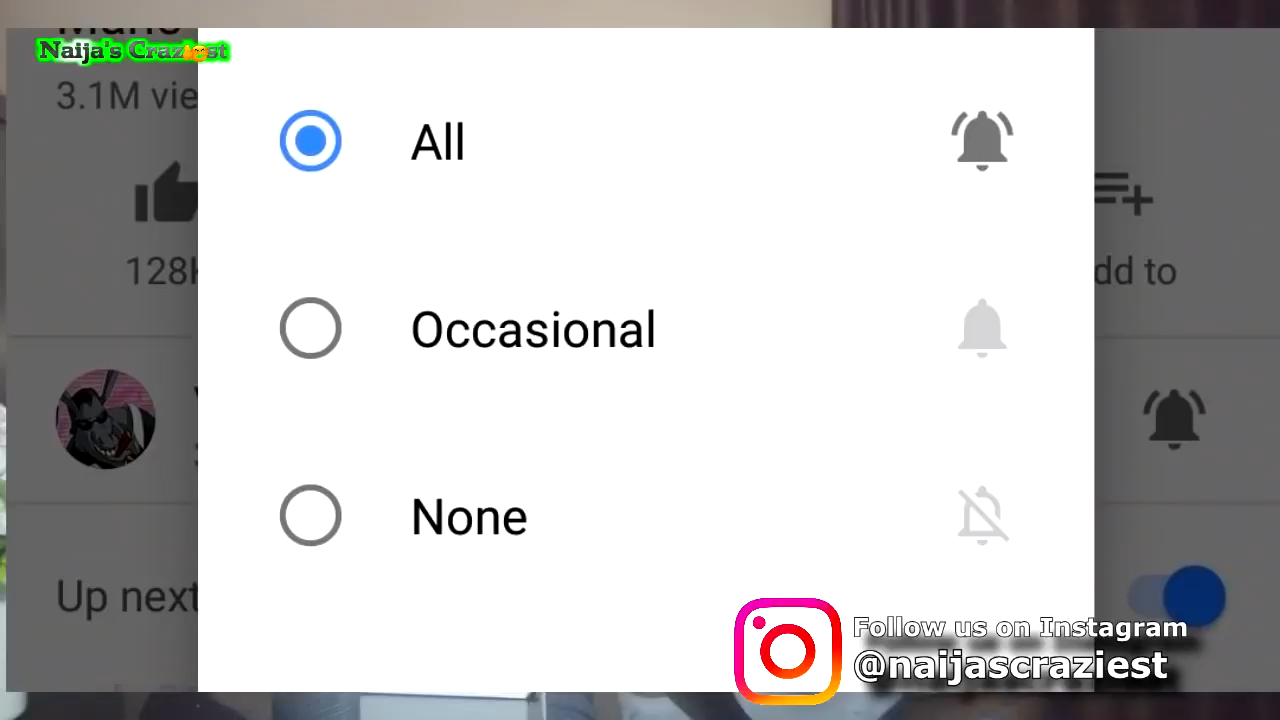 Naija's Craziest
3.1M vie
All
128K
dd to
Occasional
None
Up next
Follow us on Instagram
@naijascraziest